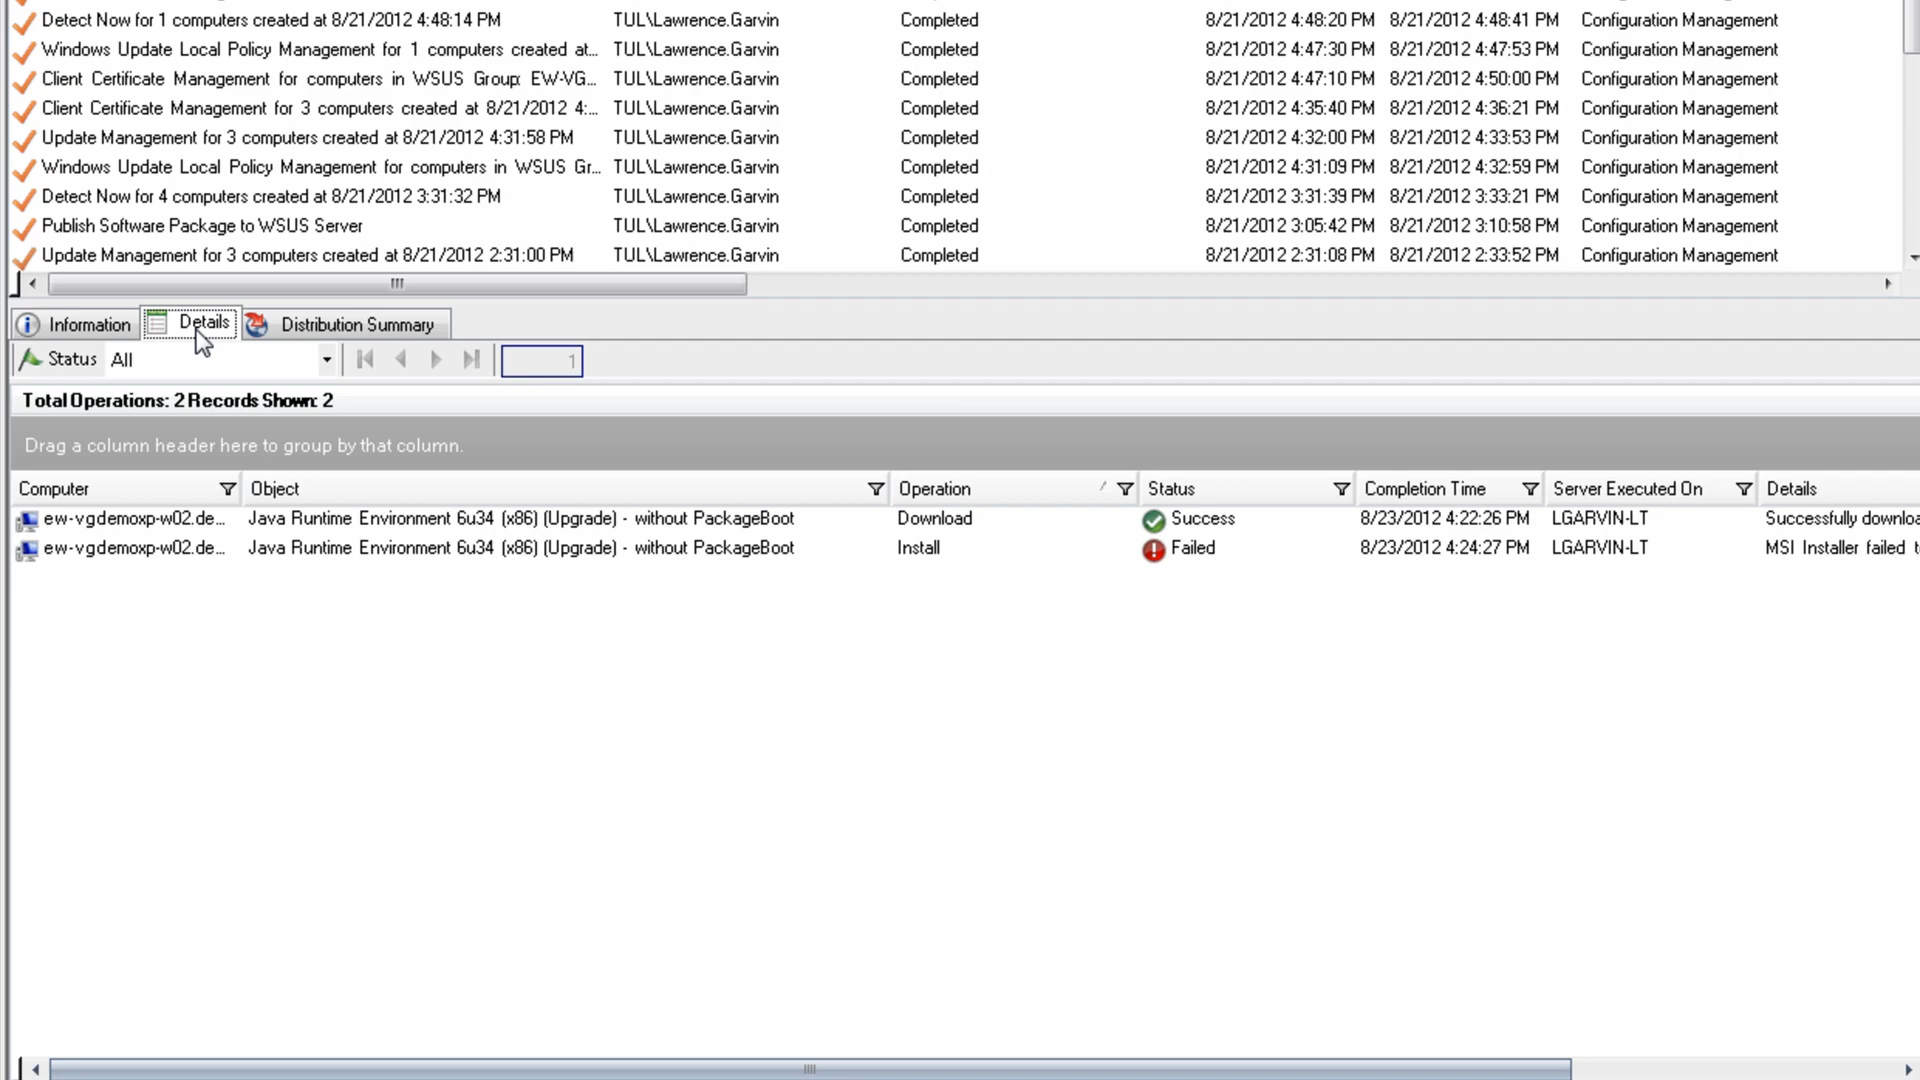 Detect Now for 1 computers created at 8/21/2012 4:48:14 PM TUL\Lawrence.Garvin Completed 8/21/2012 4:48:20 PM 8/21/2012 4:48:41 PM Configuration Management
Windows Update Local Policy Management for 1 computers created at... TUL\Lawrence.Garvin Completed 8/21/2012 4:47:30 PM 8/21/2012 4:47:53 PM Configuration Management
Client Certificate Management for computers in WSUS Group: EW-VG... TUL\Lawrence.Garvin Completed 8/21/2012 4:47:10 PM 8/21/2012 4:50:00 PM Configuration Management
Client Certificate Management for 3 computers created at 8/21/2012 4:... TUL\Lawrence.Garvin Completed 8/21/2012 4:35:40 PM 8/21/2012 4:36:21 PM Configuration Management
Update Management for 3 computers created at 8/21/2012 4:31:58 PM TUL\Lawrence.Garvin Completed 8/21/2012 4:32:00 PM 8/21/2012 4:33:53 PM Configuration Management
Windows Update Local Policy Management for computers in WSUS Gr... TUL\Lawrence.Garvin Completed 8/21/2012 4:31:09 PM 8/21/2012 4:32:59 PM Configuration Management
Detect Now for 4 computers created at 8/21/2012 3:31:32 PM TUL\Lawrence.Garvin Completed 8/21/2012 3:31:39 PM 8/21/2012 3:33:21 PM Configuration Management
Publish Software Package to WSUS Server TUL\Lawrence.Garvin Completed 8/21/2012 3:05:42 PM 8/21/2012 3:10:58 PM Configuration Management
Update Management for 3 computers created at 8/21/2012 2:31:00 PM TUL\Lawrence.Garvin Completed 8/21/2012 2:31:08 PM 8/21/2012 2:33:52 PM Configuration Management
Information Details Distribution Summary
Status All 1
Total Operations: 2 Records Shown: 2
Drag a column header here to group by that column.
Computer Object Operation Status Completion Time Server Executed On Details
ew-vgdemoxp-w02.de... Java Runtime Environment 6u34 (x86) (Upgrade) - without PackageBoot Download Success 8/23/2012 4:22:26 PM LGARVIN-LT Successfully downloa
ew-vgdemoxp-w02.de... Java Runtime Environment 6u34 (x86) (Upgrade) - without PackageBoot Install Failed 8/23/2012 4:24:27 PM LGARVIN-LT MSI Installer failed t